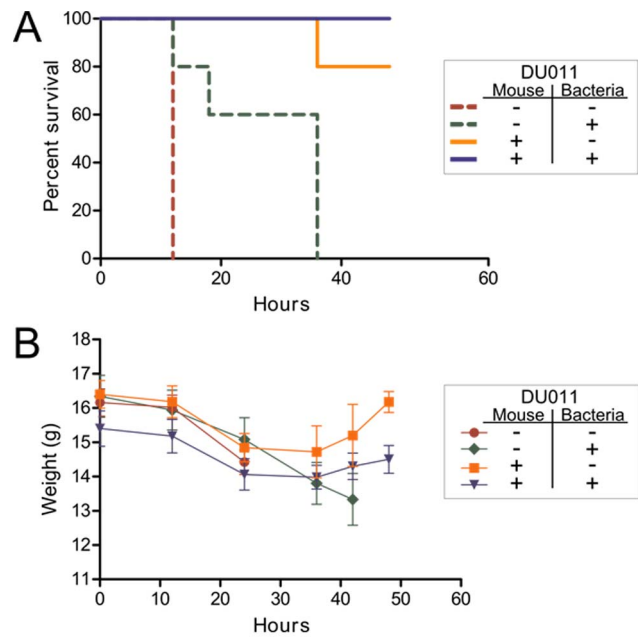 A
100
80
60
40
20
0
Percent survival
0 20 40 60
Hours
DU011
Mouse Bacteria
- -
- +
+ -
+ +
B
18
17
16
15
14
13
12
11
Weight (g)
0 10 20 30 40 50 60
Hours
DU011
Mouse Bacteria
- -
- +
+ -
+ +